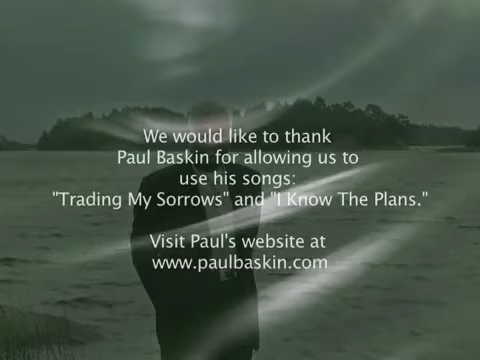 We would like to thank
Paul Baskin for allowing us to
use his songs:
"Trading My Sorrows" and "I Know The Plans."
Visit Paul's website at
www.paulbaskin.com